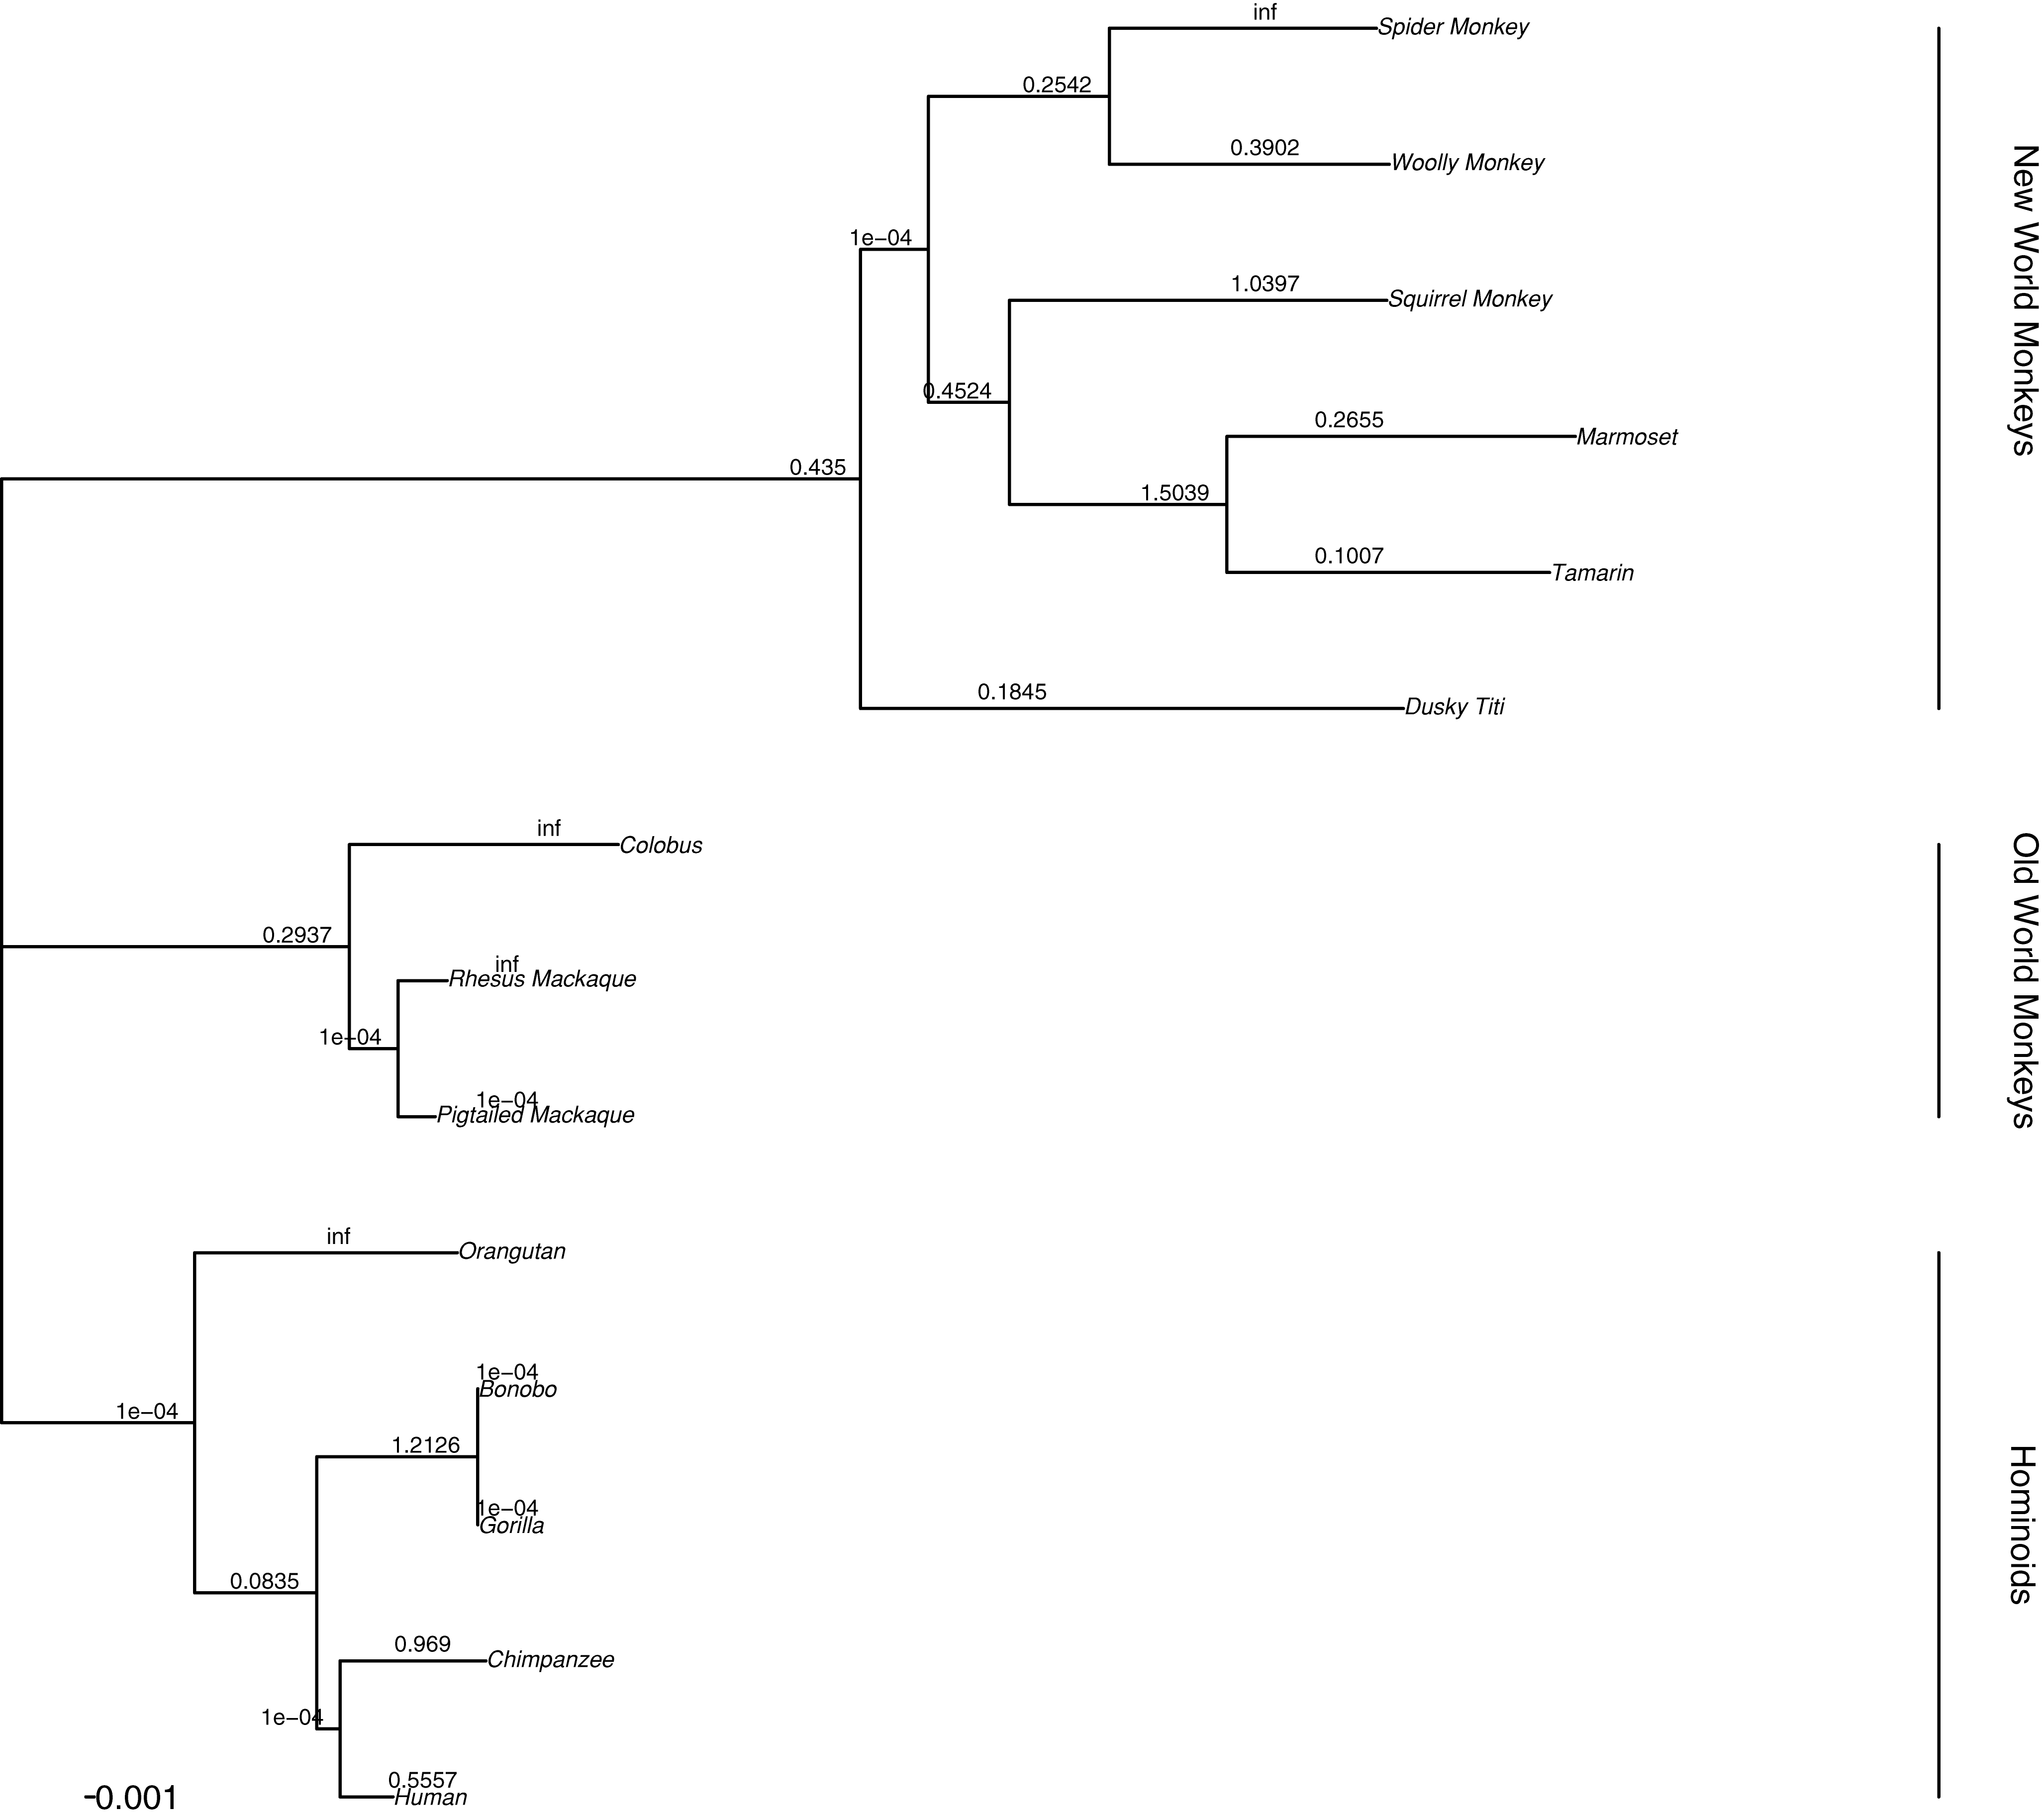 inf
Spider Monkey
0.2542
0.3902
Woolly Monkey
1e−04
1.0397
Squirrel Monkey
0.4524
0.2655
Marmoset
0.435
1.5039
0.1007
Tamarin
0.1845
Dusky Titi
New World Monkeys
inf
Colobus
0.2937
inf
Rhesus Mackaque
1e−04
1e−04
Pigtailed Mackaque
Old World Monkeys
inf
Orangutan
1e−04
Bonobo
1e−04
1.2126
1e−04
Gorilla
0.0835
0.969
Chimpanzee
1e−04
0.5557
Human
Hominoids
0.001